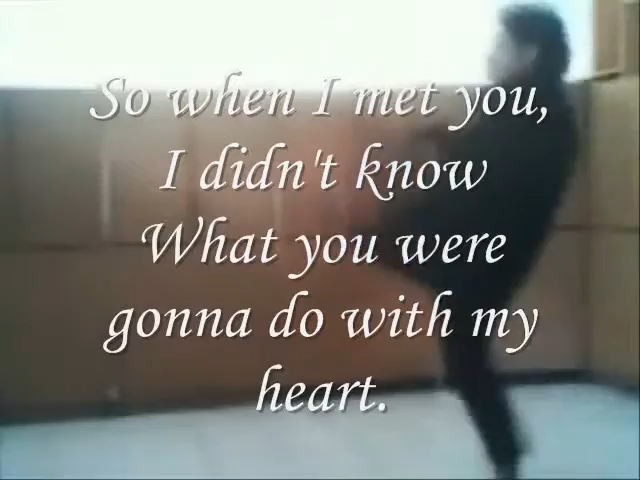 So when I met you,
I didn't know
What you were
gonna do with my
heart.